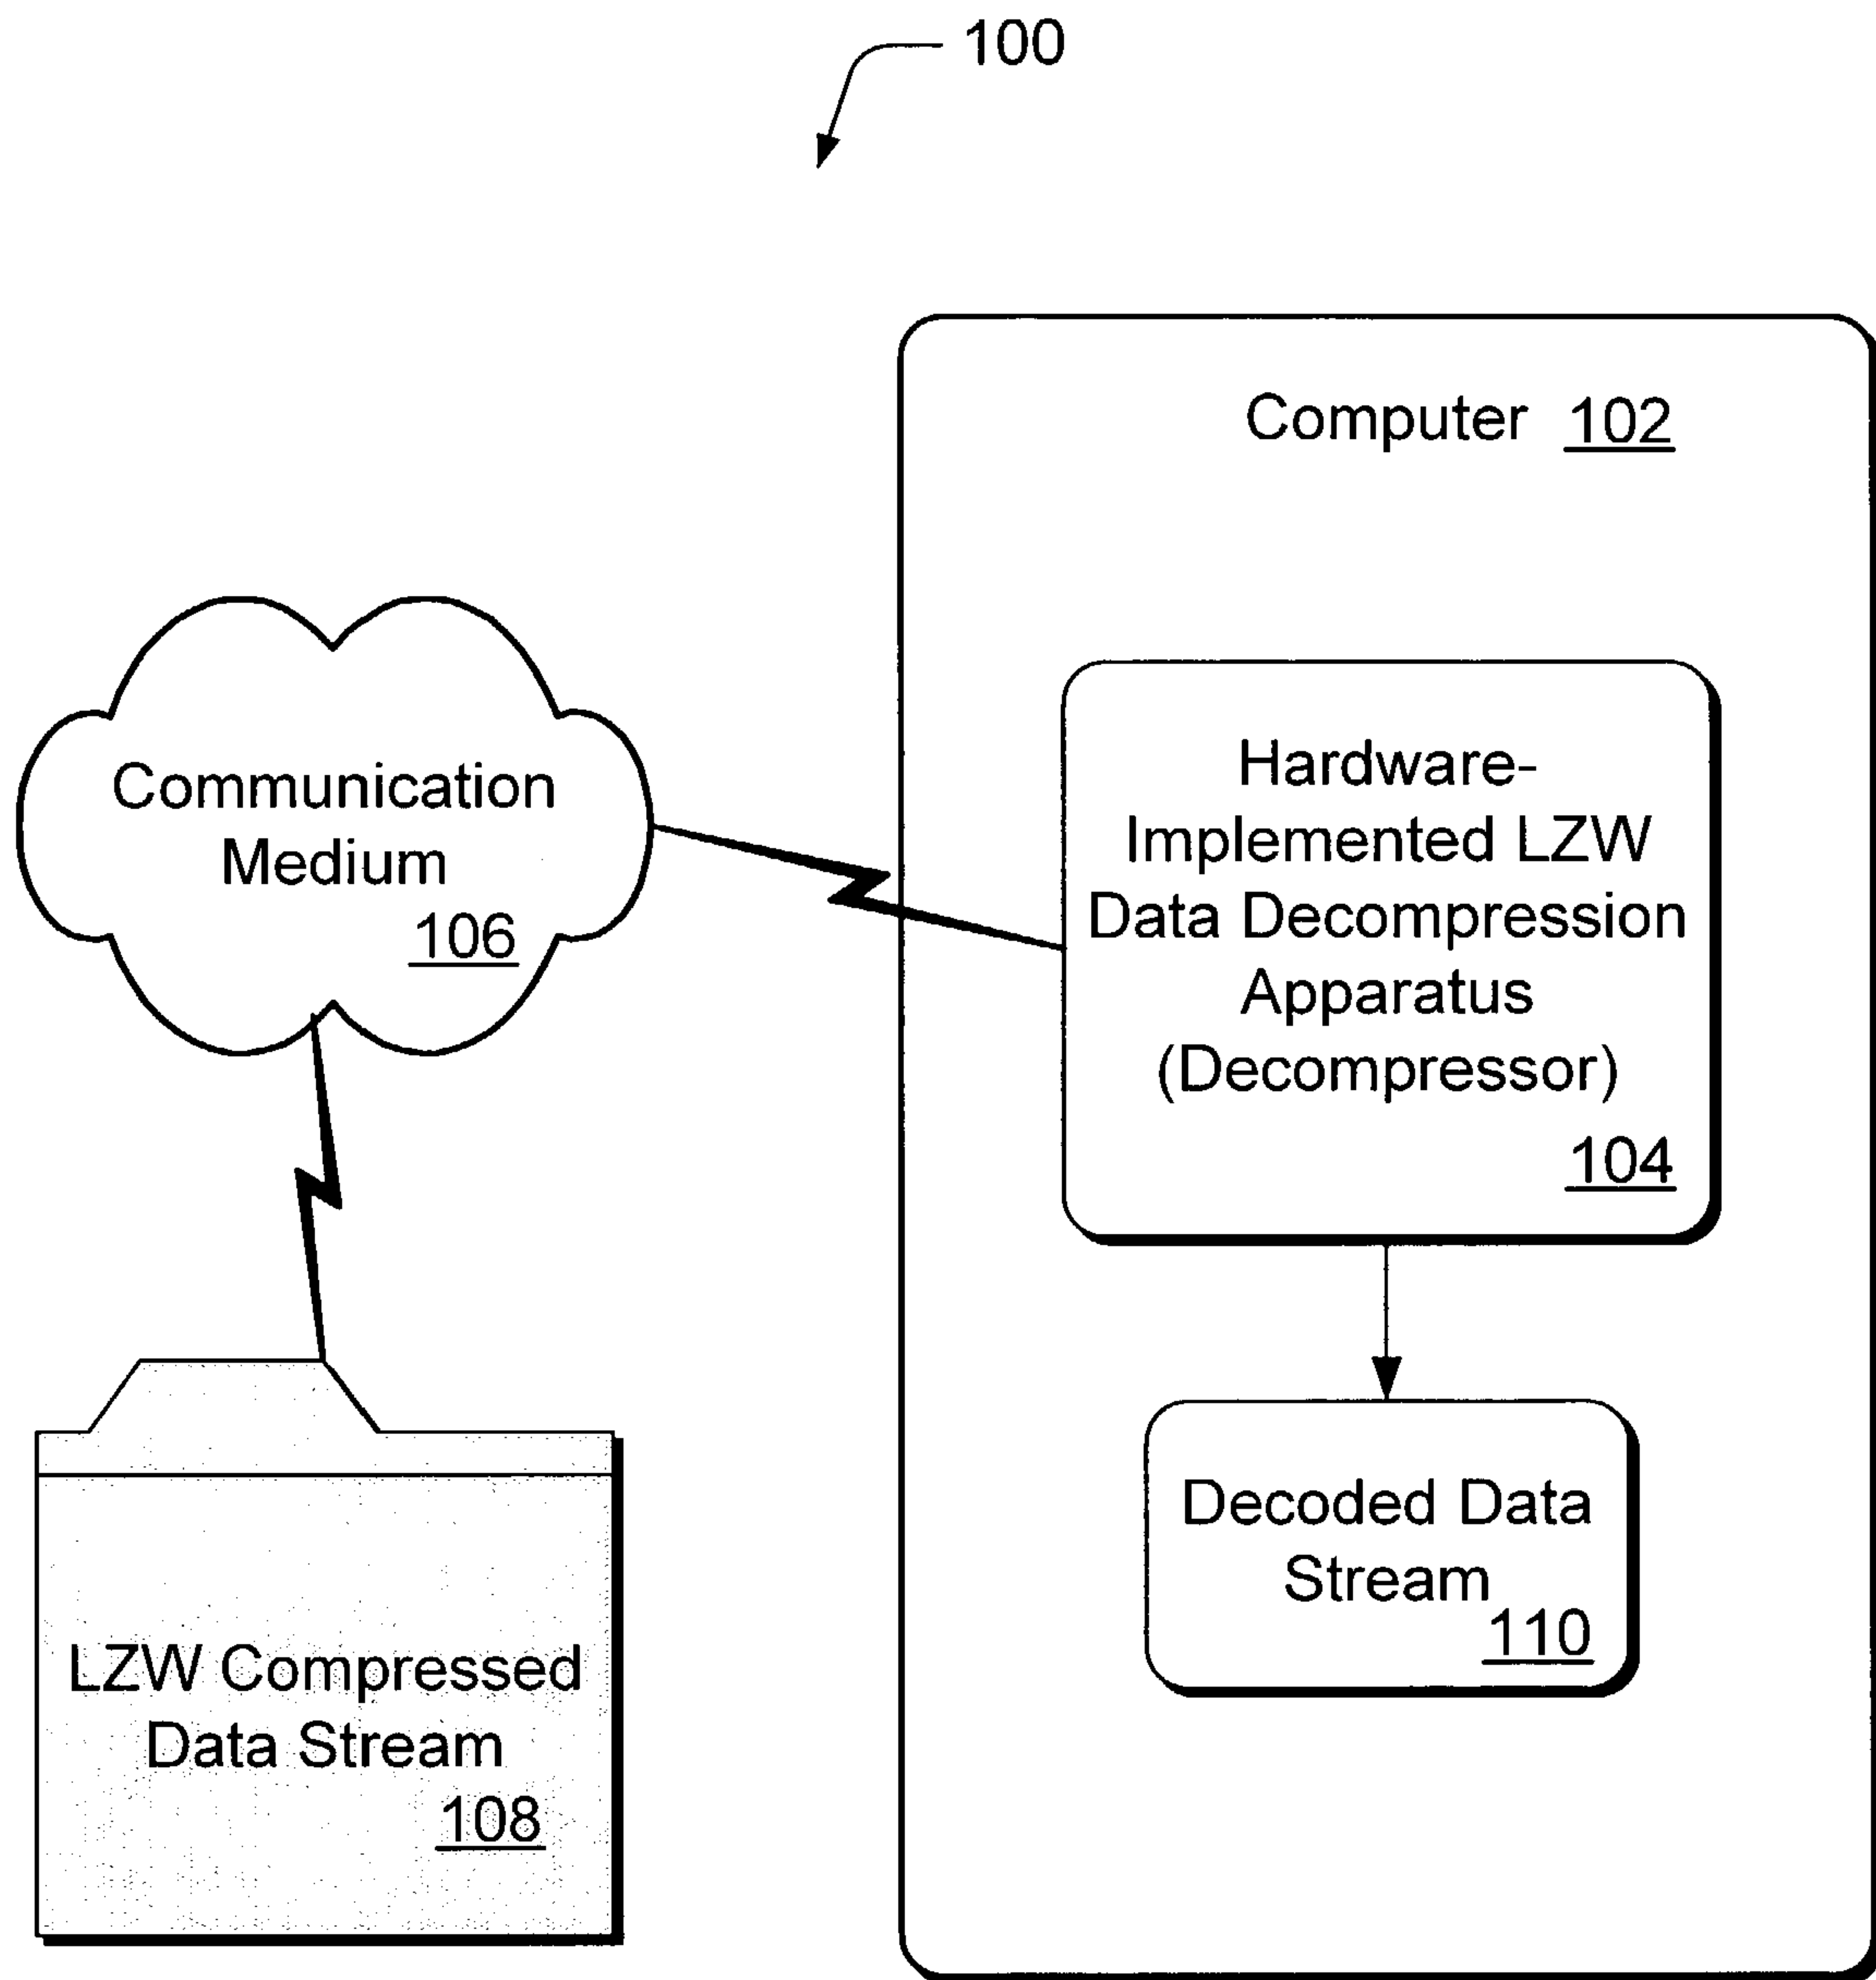 100
Computer 102
Communication
Medium
106
Hardware-
Implemented LZW
Data Decompression
Apparatus
(Decompressor)
104
Decoded Data
Stream
110
LZW Compressed
Data Stream
108